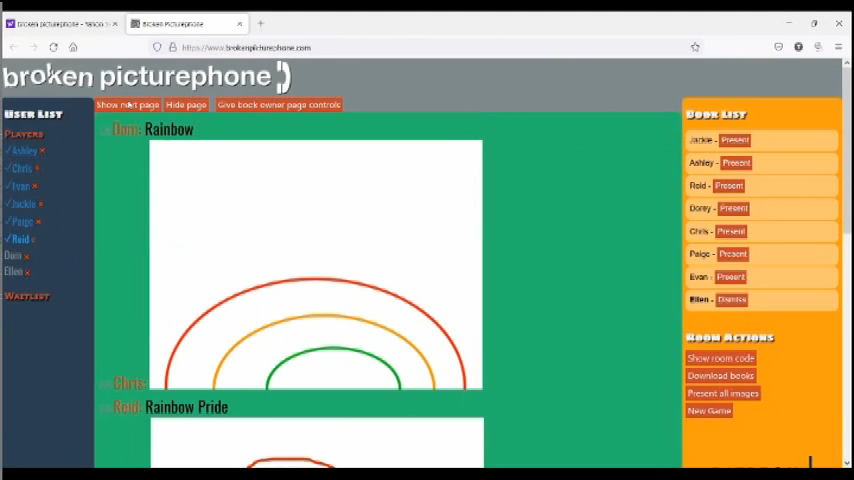 Broken picturephone - Yahoo S
Broken Picturephone
https://www.brokenpicturephone.com
broken picturephone
User List
Players
✓Ashley ×
✓Chris ×
✓Evan ×
✓Jackie ×
✓Paige ×
✓Reid
Dom ×
Ellen ×
Waitlist
Show next page Hide page Give book owner page controls
Dom: Rainbow
Chris:
Reid: Rainbow Pride
Book List
Jackie - Present
Ashley - Present
Reid - Present
Present
Chris - Present
Paige - Present
Evan - Present
Ellen - Dismiss
Room Actions
Show room code
Download books
Present all images
New Game